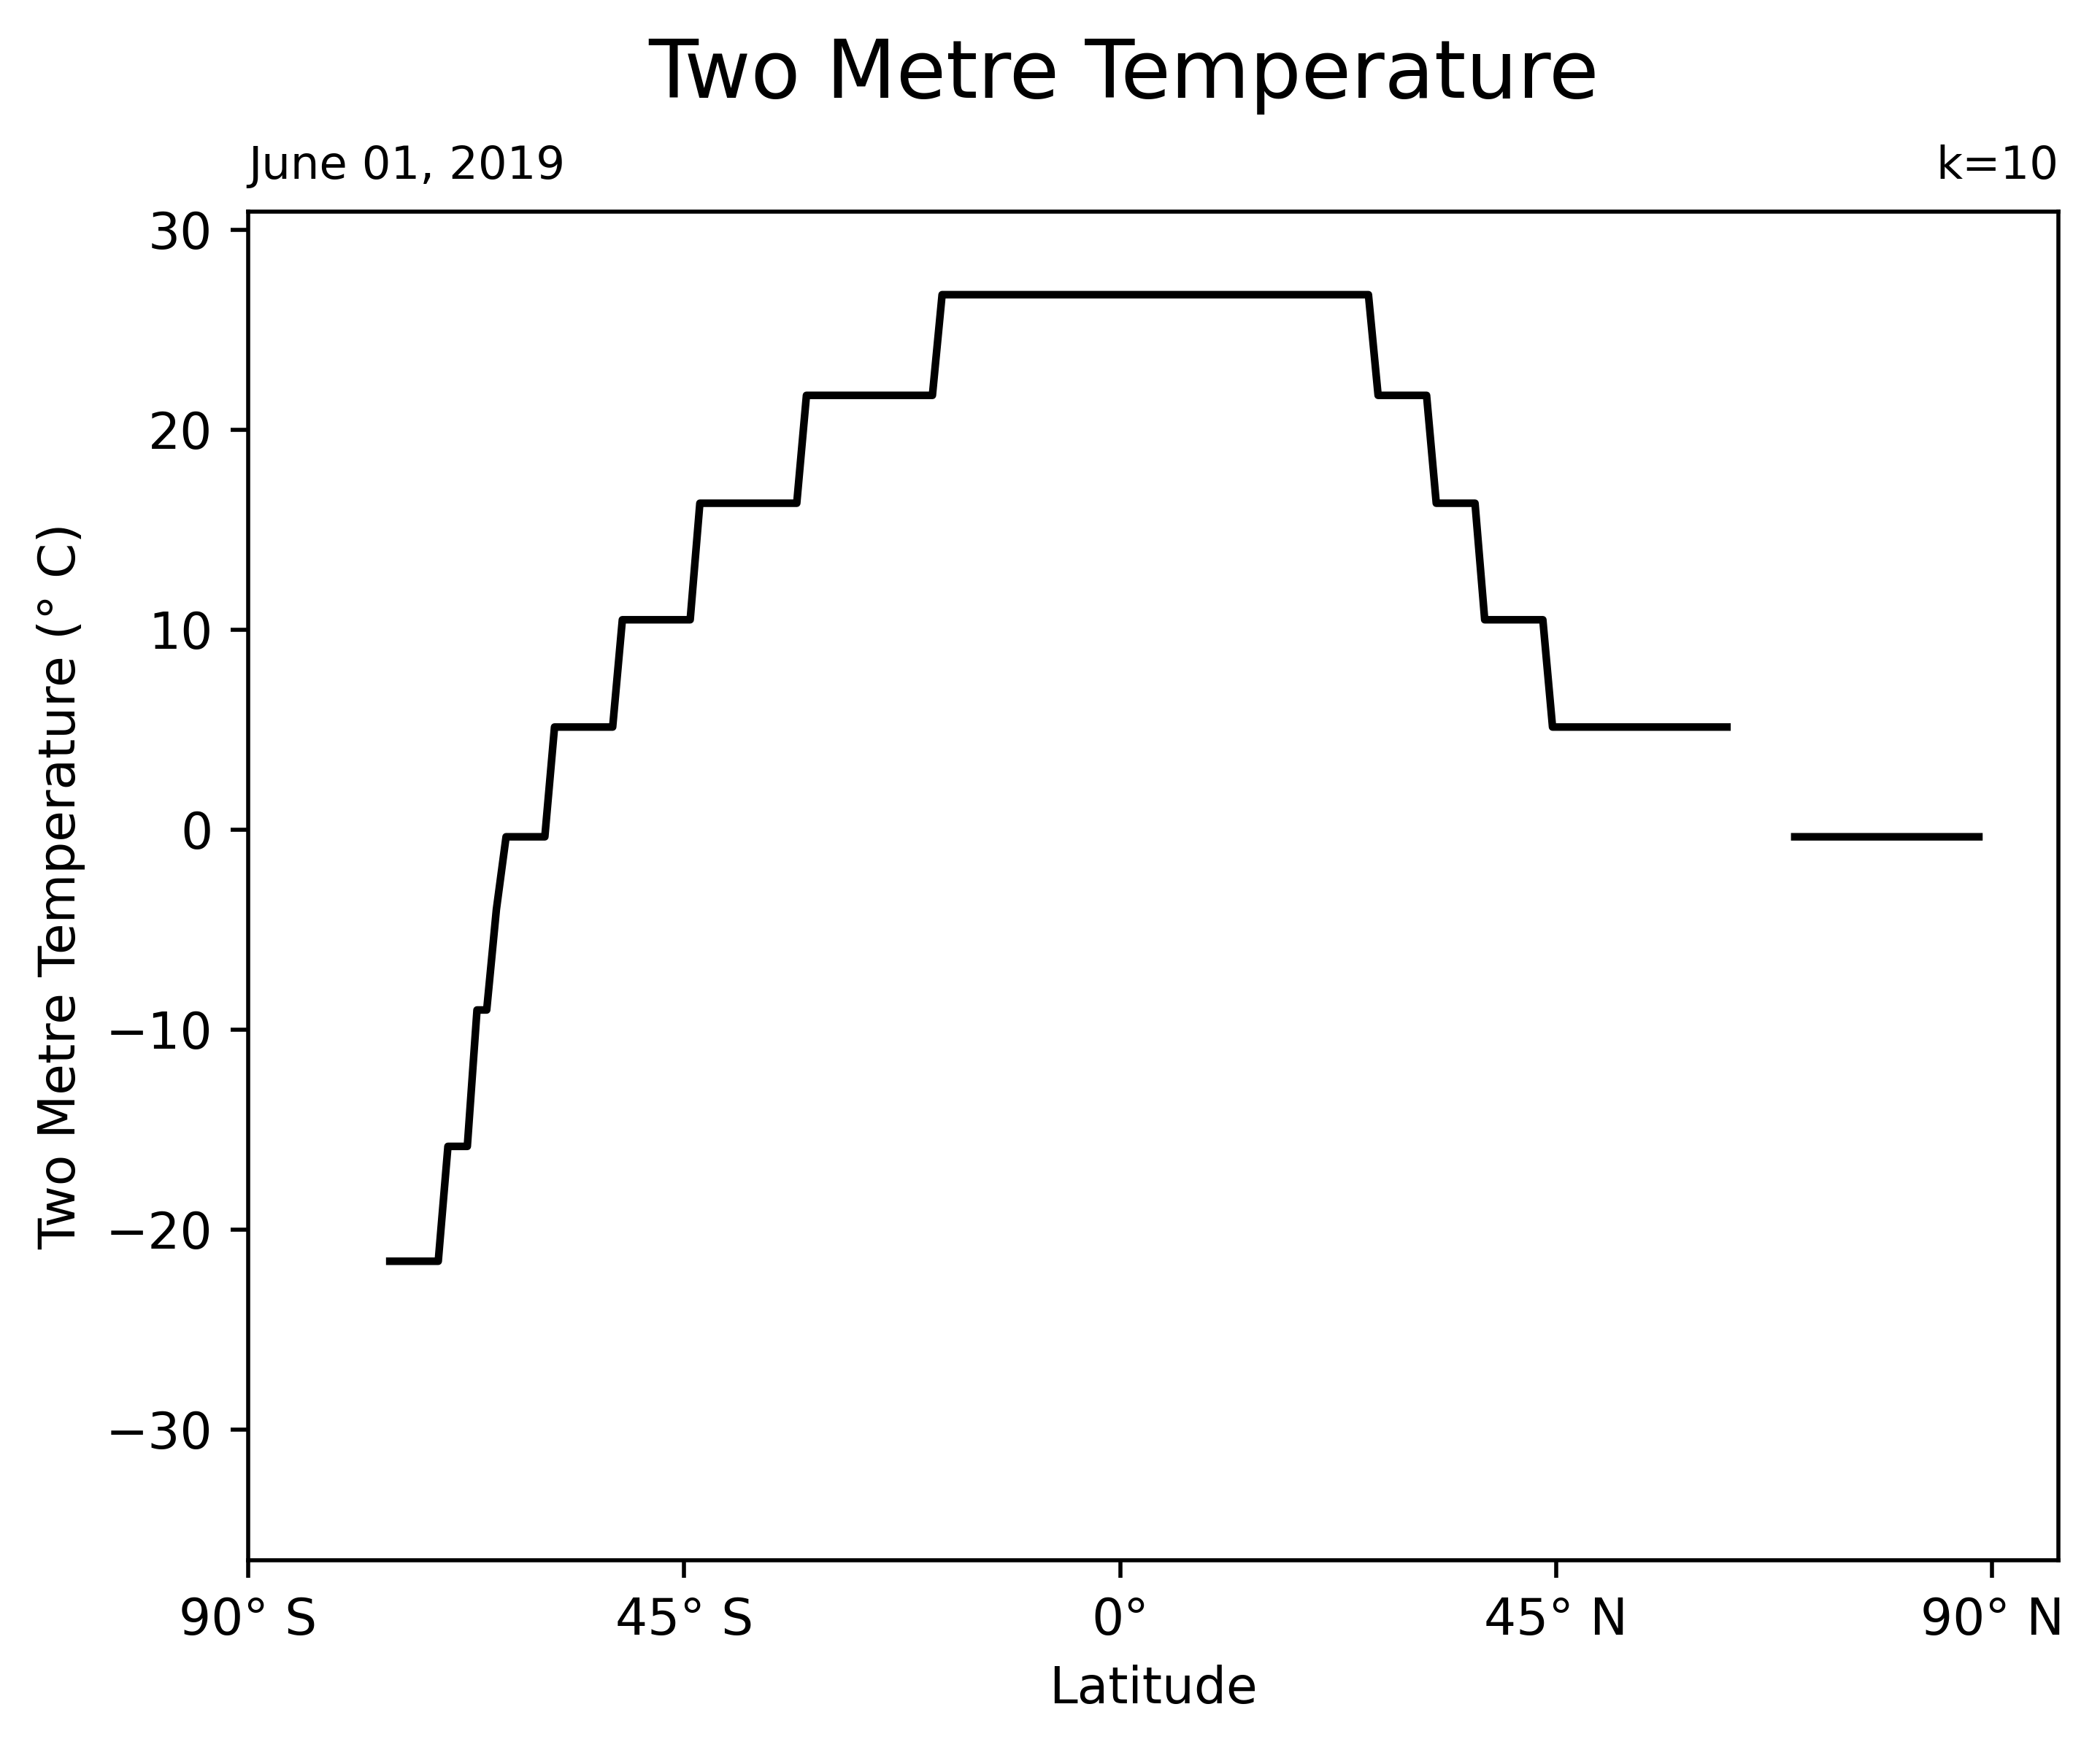 Two Metre Temperature
June 01, 2019
k=10
30
20
10
0
−10
−20
−30
Two Metre Temperature (° C)
90° S
45° S
0°
45° N
90° N
Latitude